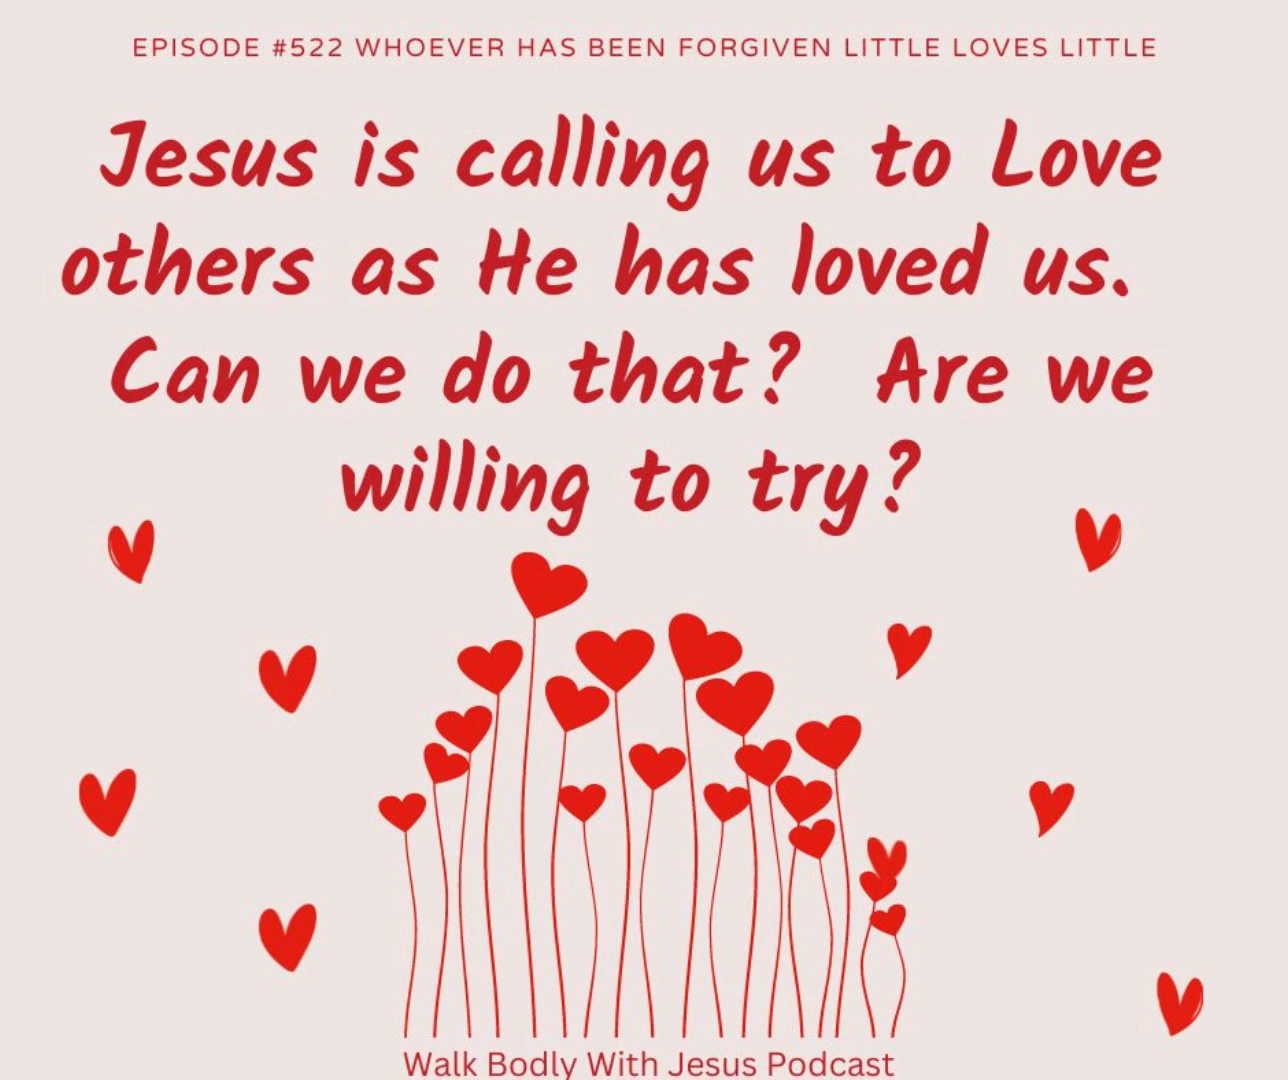 EPISODE #522 WHOEVER HAS BEEN FORGIVEN LITTLE LOVES LITTLE
Jesus is calling us to Love
others as He has loved us.
Can we do that? Are we
willing to try?
Walk Bodly With Jesus Podcast